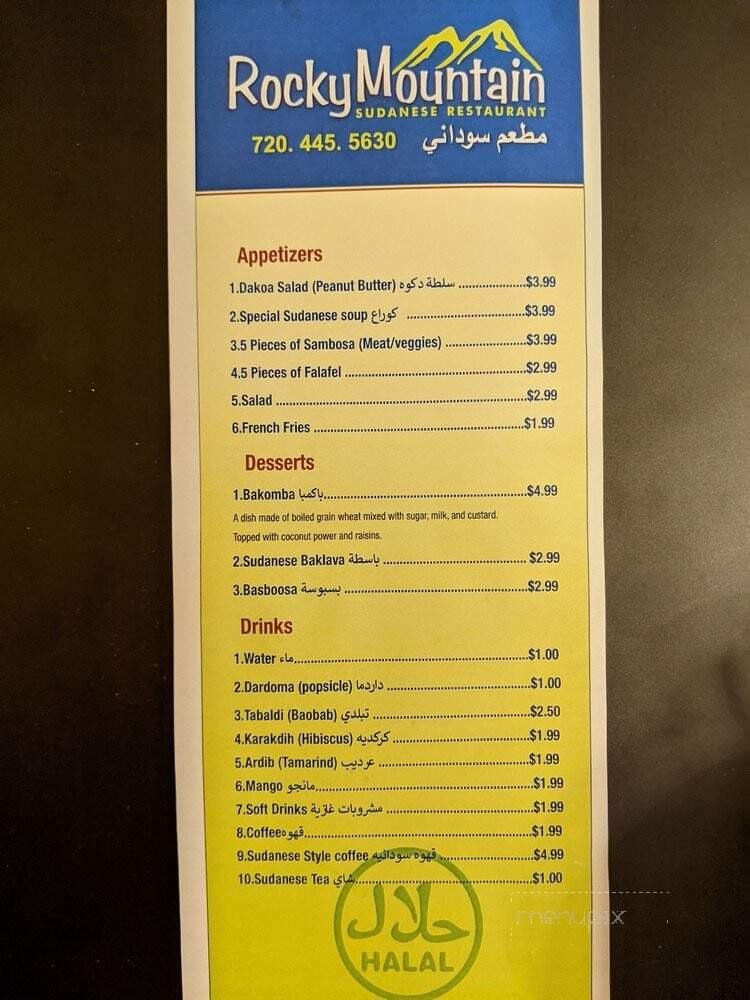 Rocky Mountain
SUDANESE RESTAURANT
720. 445. 5630 مطعم سوداني
Appetizers
1.Dakoa Salad (Peanut Butter) سلطة دكوه ....................$3.99
2.Special Sudanese soup كوارع ..................................$3.99
3.5 Pieces of Sambosa (Meat/veggies) .......................$3.99
4.5 Pieces of Falafel ....................................................$2.99
5.Salad ........................................................................$2.99
6.French Fries .............................................................$1.99
Desserts
1.Bakomba باكمبا..........................................................$4.99
A dish made of boiled grain wheat mixed with sugar, milk, and custard.
Topped with coconut power and raisins.
2.Sudanese Baklava باسطة ......................................... $2.99
3.Basboosa بسبوسة ....................................................$2.99
Drinks
1.Water ماء...................................................................$1.00
2.Dardoma (popsicle) داردما ........................................$1.00
3.Tabaldi (Baobab) تبلدي ............................................$2.50
4.Karakdih (Hibiscus) كركديه .......................................$1.99
5.Ardib (Tamarind) عرديب ...........................................$1.99
6.Mango مانجو.............................................................$1.99
7.Soft Drinks مشروبات غازية .........................................$1.99
8.Coffee قهوه................................................................$1.99
9.Sudanese Style coffee قهوه سودانيه ..........................$4.99
10.Sudanese Tea شاي..................................................$1.00
حلال
HALAL
menupix